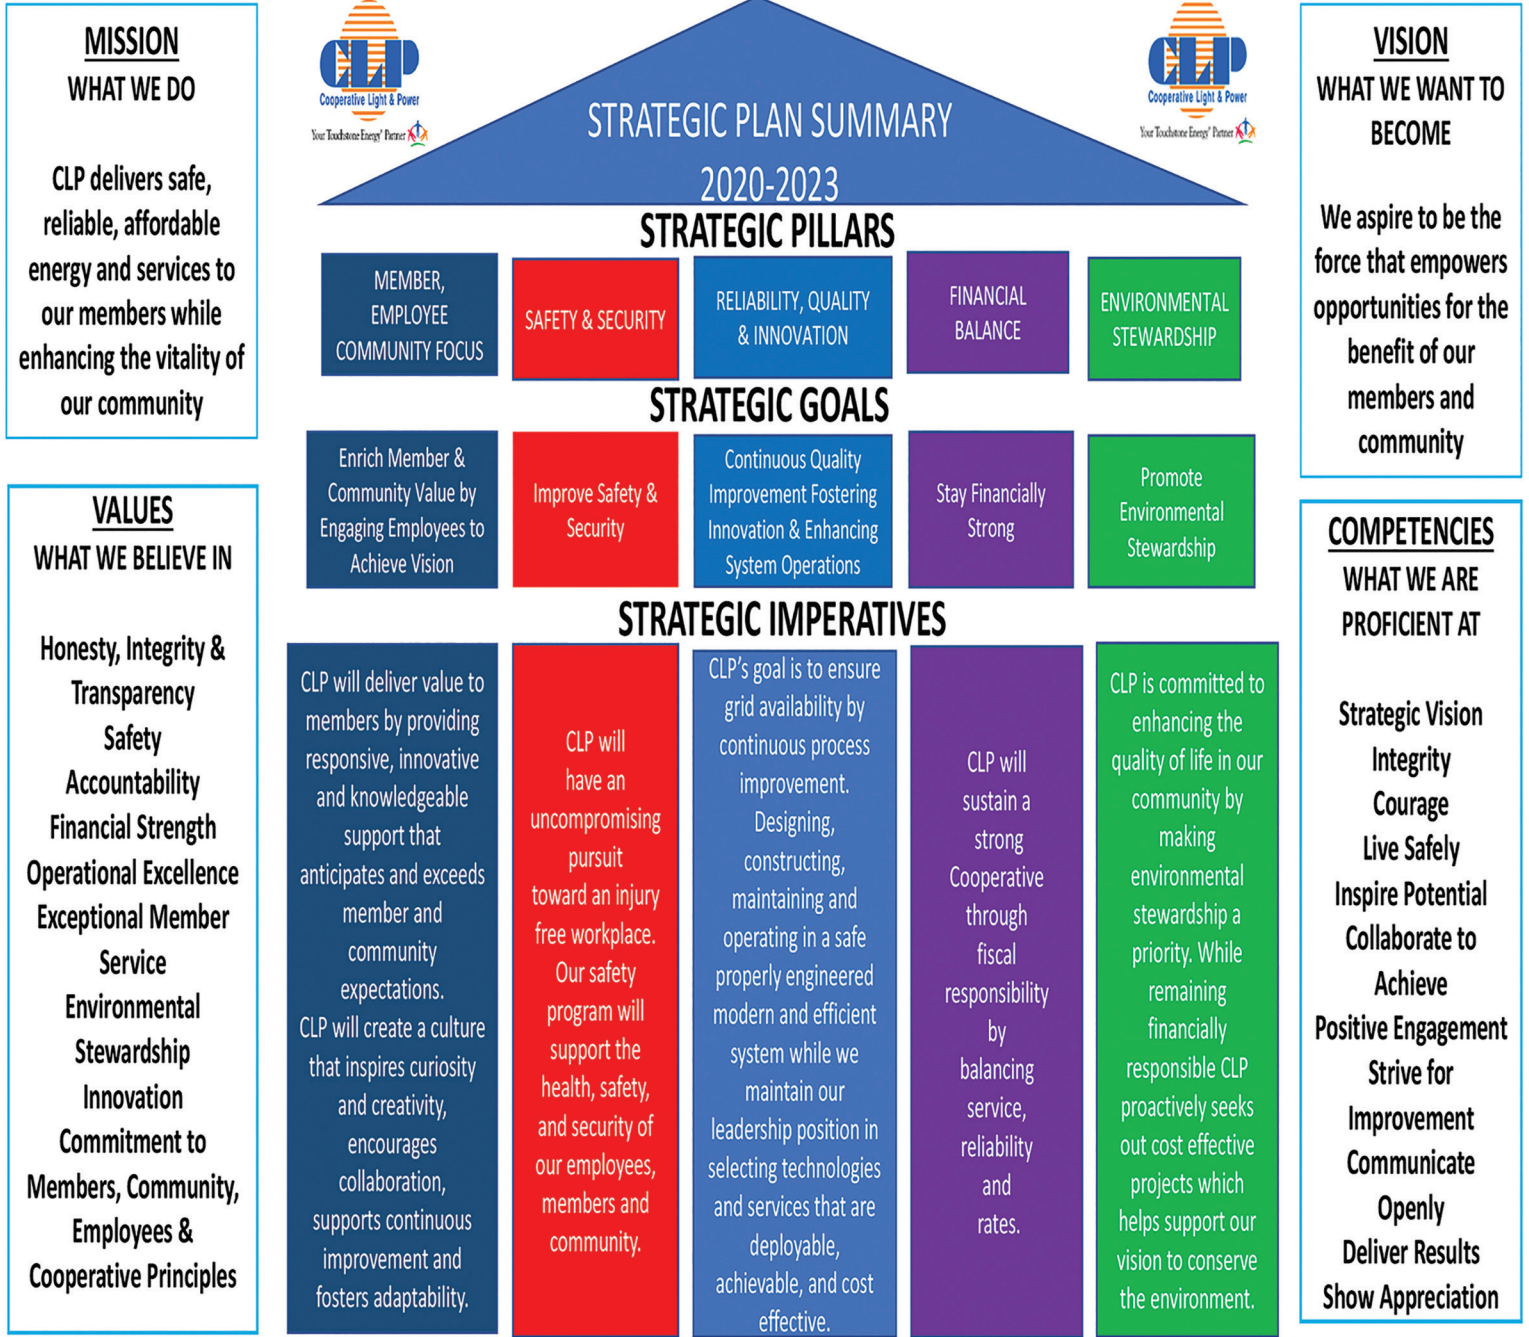 MISSION
WHAT WE DO
CLP delivers safe,
reliable, affordable
energy and services to
our members while
enhancing the vitality of
our community
VALUES
WHAT WE BELIEVE IN
Honesty, Integrity &
Transparency
Safety
Accountability
Financial Strength
Operational Excellence
Exceptional Member
Service
Environmental
Stewardship
Innovation
Commitment to
Members, Community,
Employees &
Cooperative Principles
CLP
Cooperative Light & Power
Your Touchstone Energy® Partner
STRATEGIC PLAN SUMMARY
2020-2023
CLP
Cooperative Light & Power
Your Touchstone Energy® Partner
STRATEGIC PILLARS
MEMBER,
EMPLOYEE
COMMUNITY FOCUS
SAFETY & SECURITY
RELIABILITY, QUALITY
& INNOVATION
FINANCIAL
BALANCE
ENVIRONMENTAL
STEWARDSHIP
STRATEGIC GOALS
Enrich Member &
Community Value by
Engaging Employees to
Achieve Vision
Improve Safety &
Security
Continuous Quality
Improvement Fostering
Innovation & Enhancing
System Operations
Stay Financially
Strong
Promote
Environmental
Stewardship
STRATEGIC IMPERATIVES
CLP will deliver value to
members by providing
responsive, innovative
and knowledgeable
support that
anticipates and exceeds
member and
community
expectations.
CLP will create a culture
that inspires curiosity
and creativity,
encourages
collaboration,
supports continuous
improvement and
fosters adaptability.
CLP will
have an
uncompromising
pursuit
toward an injury
free workplace.
Our safety
program will
support the
health, safety,
and security of
our employees,
members and
community.
CLP's goal is to ensure
grid availability by
continuous process
improvement.
Designing,
constructing,
maintaining and
operating in a safe
properly engineered
modern and efficient
system while we
maintain our
leadership position in
selecting technologies
and services that are
deployable,
achievable, and cost
effective.
CLP will
sustain a
strong
Cooperative
through
fiscal
responsibility
by
balancing
service,
reliability
and
rates.
CLP is committed to
enhancing the
quality of life in our
community by
making
environmental
stewardship a
priority. While
remaining
financially
responsible CLP
proactively seeks
out cost effective
projects which
helps support our
vision to conserve
the environment.
VISION
WHAT WE WANT TO
BECOME
We aspire to be the
force that empowers
opportunities for the
benefit of our
members and
community
COMPETENCIES
WHAT WE ARE
PROFICIENT AT
Strategic Vision
Integrity
Courage
Live Safely
Inspire Potential
Collaborate to
Achieve
Positive Engagement
Strive for
Improvement
Communicate
Openly
Deliver Results
Show Appreciation